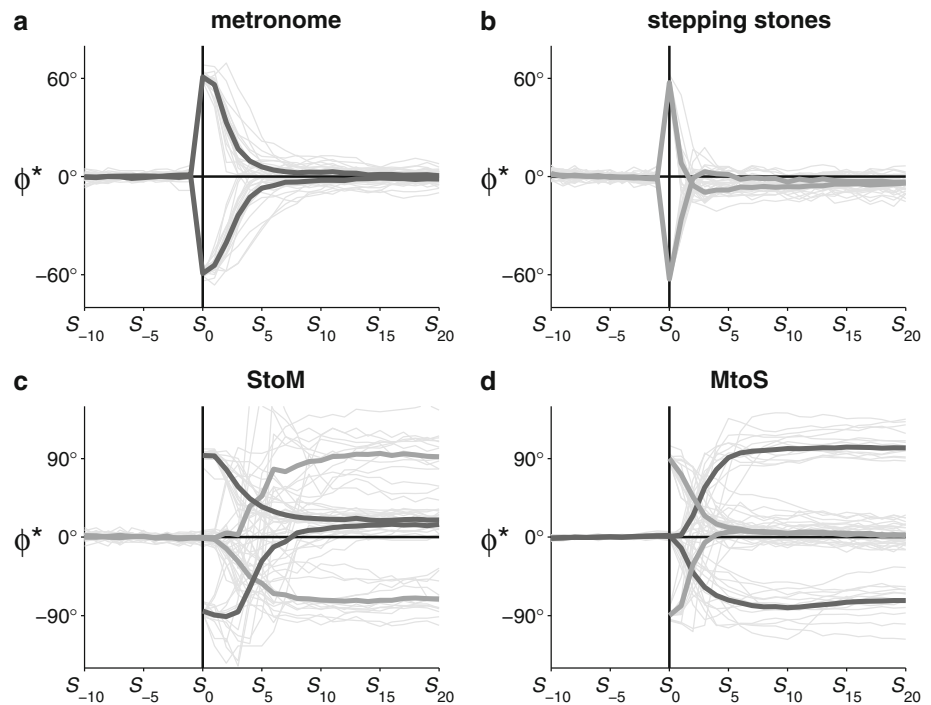 a metronome
60°
ϕ* 0°
−60°
S₋₁₀ S₋₅ S₀ S₅ S₁₀ S₁₅ S₂₀
b stepping stones
60°
ϕ* 0°
−60°
S₋₁₀ S₋₅ S₀ S₅ S₁₀ S₁₅ S₂₀
c StoM
90°
ϕ* 0°
−90°
S₋₁₀ S₋₅ S₀ S₅ S₁₀ S₁₅ S₂₀
d MtoS
90°
ϕ* 0°
−90°
S₋₁₀ S₋₅ S₀ S₅ S₁₀ S₁₅ S₂₀